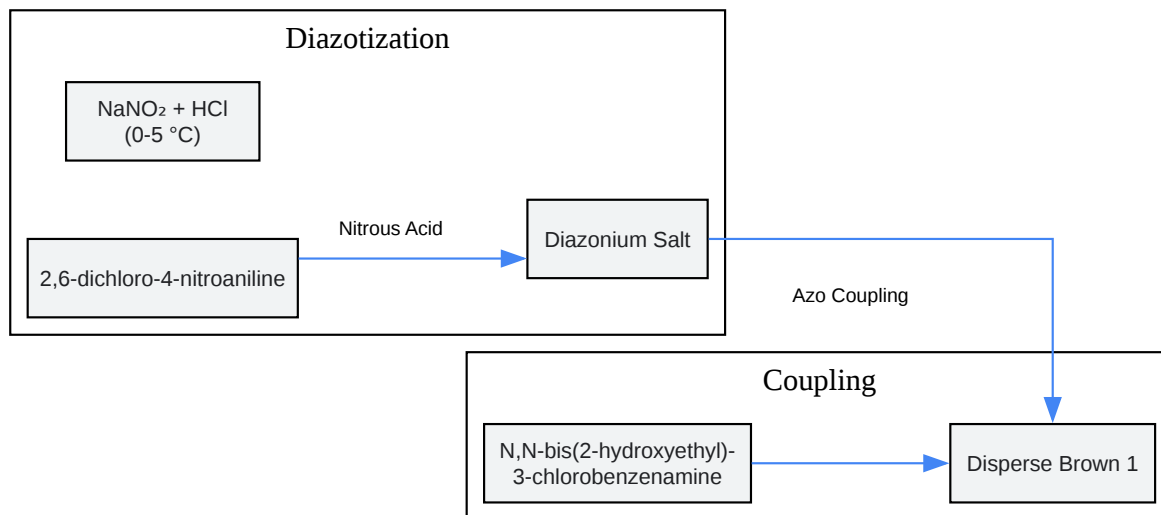 Diazotization
NaNO₂ + HCl
(0-5 °C)
Nitrous Acid
Diazonium Salt
2,6-dichloro-4-nitroaniline
Azo Coupling
Coupling
N,N-bis(2-hydroxyethyl)-
3-chlorobenzenamine
Disperse Brown 1